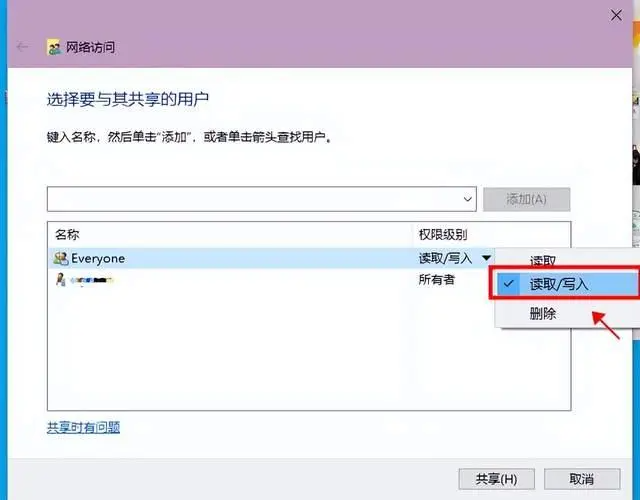 网络访问
选择要与其共享的用户
键入名称，然后单击“添加”，或者单击箭头查找用户。
添加(A)
名称 权限级别
Everyone 读取/写入
读取
所有者
读取/写入
删除
共享时有问题
共享(H) 取消